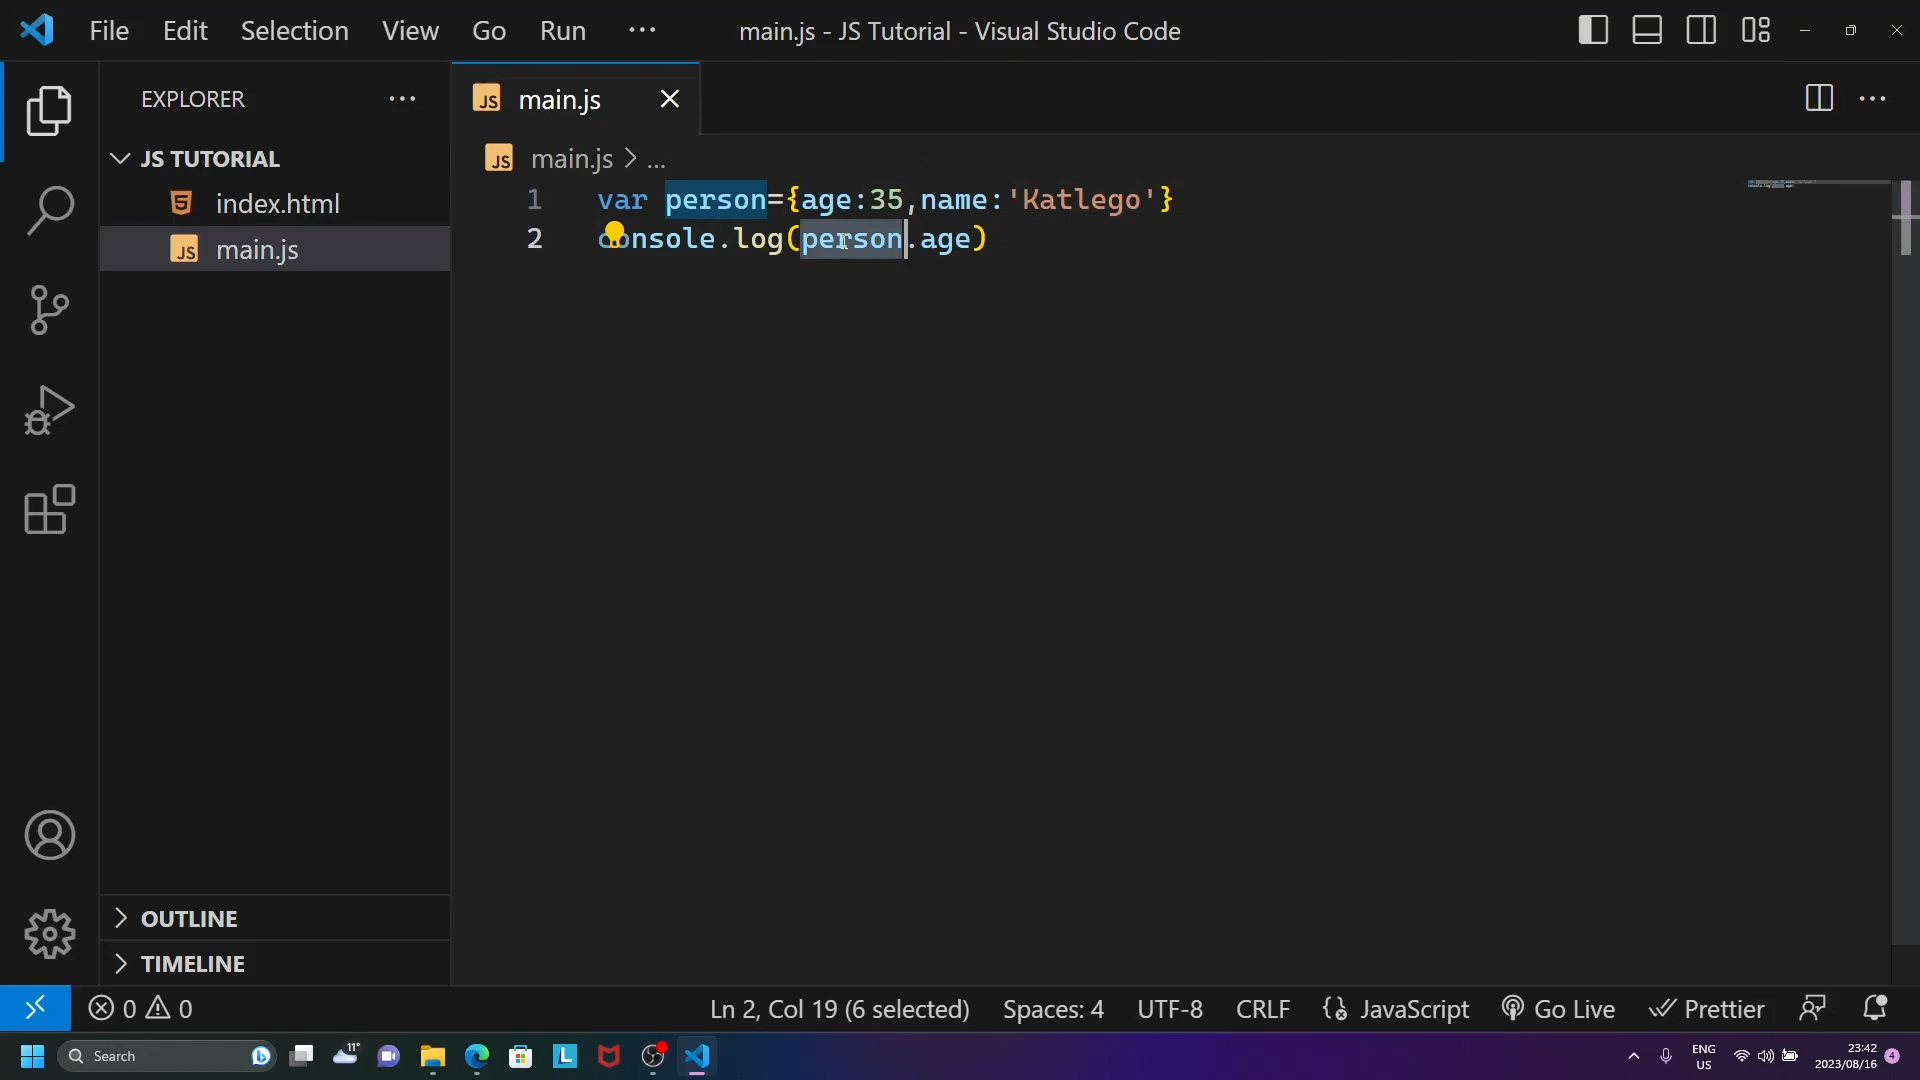 File Edit Selection View Go Run ··· main.js - JS Tutorial - Visual Studio Code
EXPLORER ···
main.js
JS TUTORIAL
index.html
main.js
main.js > ...
1 var person={age:35,name:'Katlego'}
2 console.log(person.age)
OUTLINE
TIMELINE
0 0 Ln 2, Col 19 (6 selected) Spaces: 4 UTF-8 CRLF JavaScript Go Live Prettier
Search 11° ENG US 23:42 2023/08/16 4